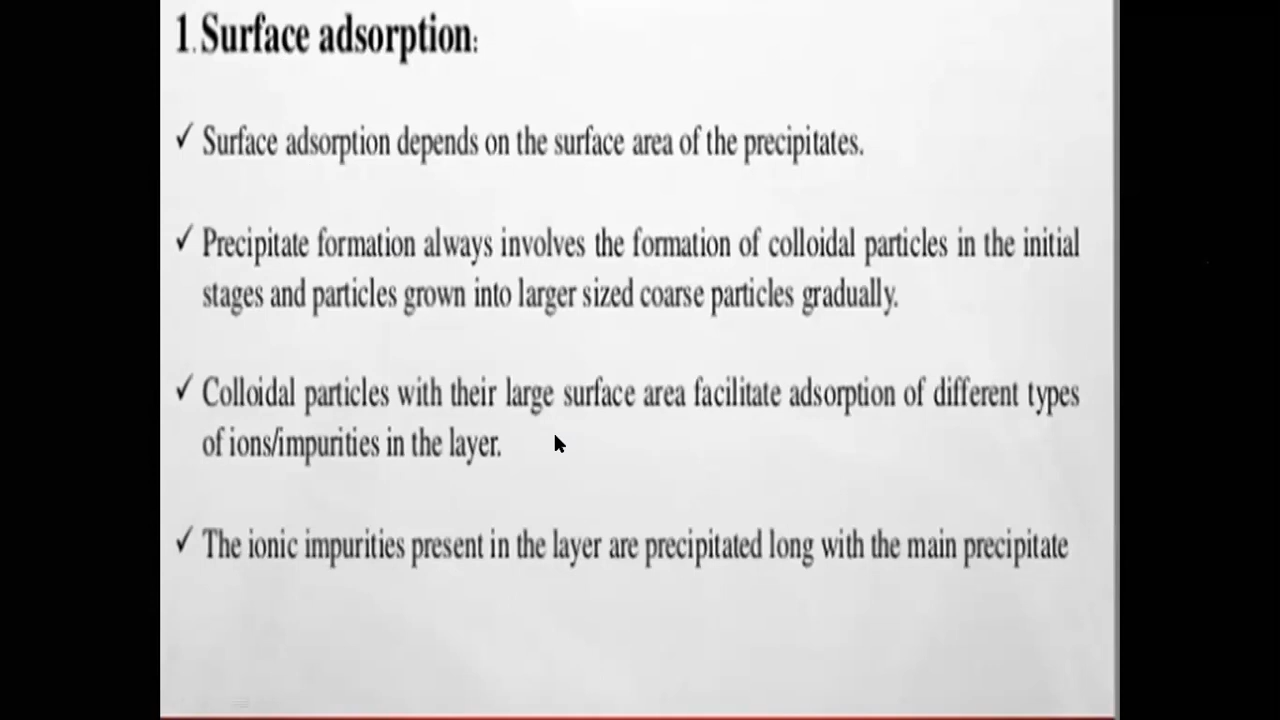 1.Surface adsorption:
✓ Surface adsorption depends on the surface area of the precipitates.
✓ Precipitate formation always involves the formation of colloidal particles in the initial
stages and particles grown into larger sized coarse particles gradually.
✓ Colloidal particles with their large surface area facilitate adsorption of different types
of ions/impurities in the layer.
✓ The ionic impurities present in the layer are precipitated long with the main precipitate